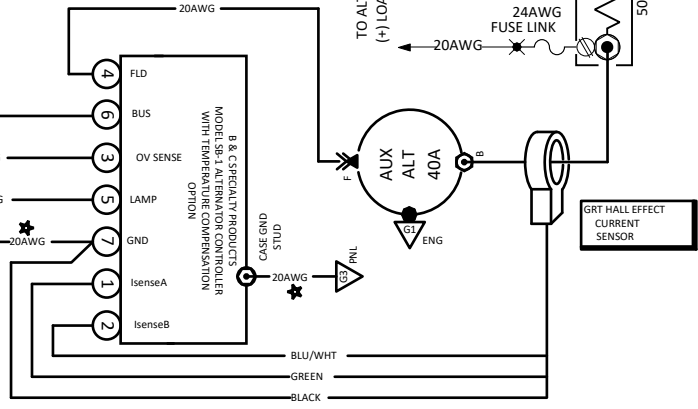 20AWG
TO ALT
(+) LOA
24AWG
FUSE LINK
20AWG
50
4
FLD
6
BUS
3
OV SENSE
5
LAMP
7
GND
20AWG
1
IsenseA
2
IsenseB
B & C SPECIALTY PRODUCTS
MODEL SB-1 ALTERNATOR CONTROLLER
WITH TEMPERATURE COMPENSATION
OPTION
CASE GND
STUD
20AWG
G3
PNL
F
AUX
ALT
40A
B
G1
ENG
GRT HALL EFFECT
CURRENT
SENSOR
BLU/WHT
GREEN
BLACK